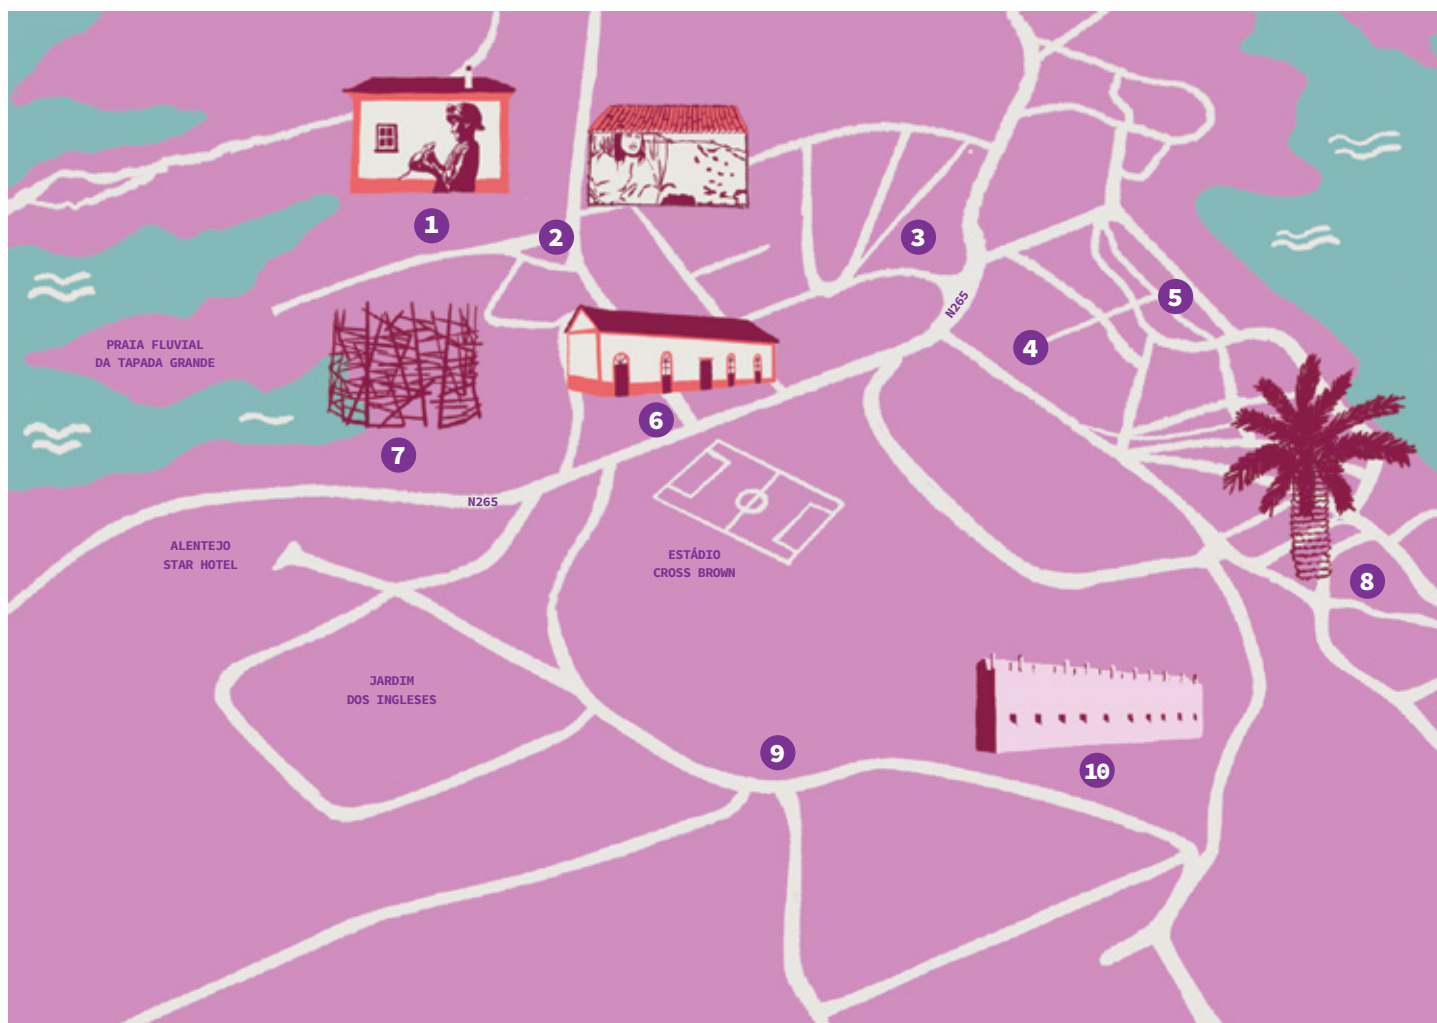 1
2
3
N265
5
PRAIA FLUVIAL
DA TAPADA GRANDE
4
6
7
N265
ALENTEJO
STAR HOTEL
ESTÁDIO
CROSS BROWN
8
JARDIM
DOS INGLESES
9
10